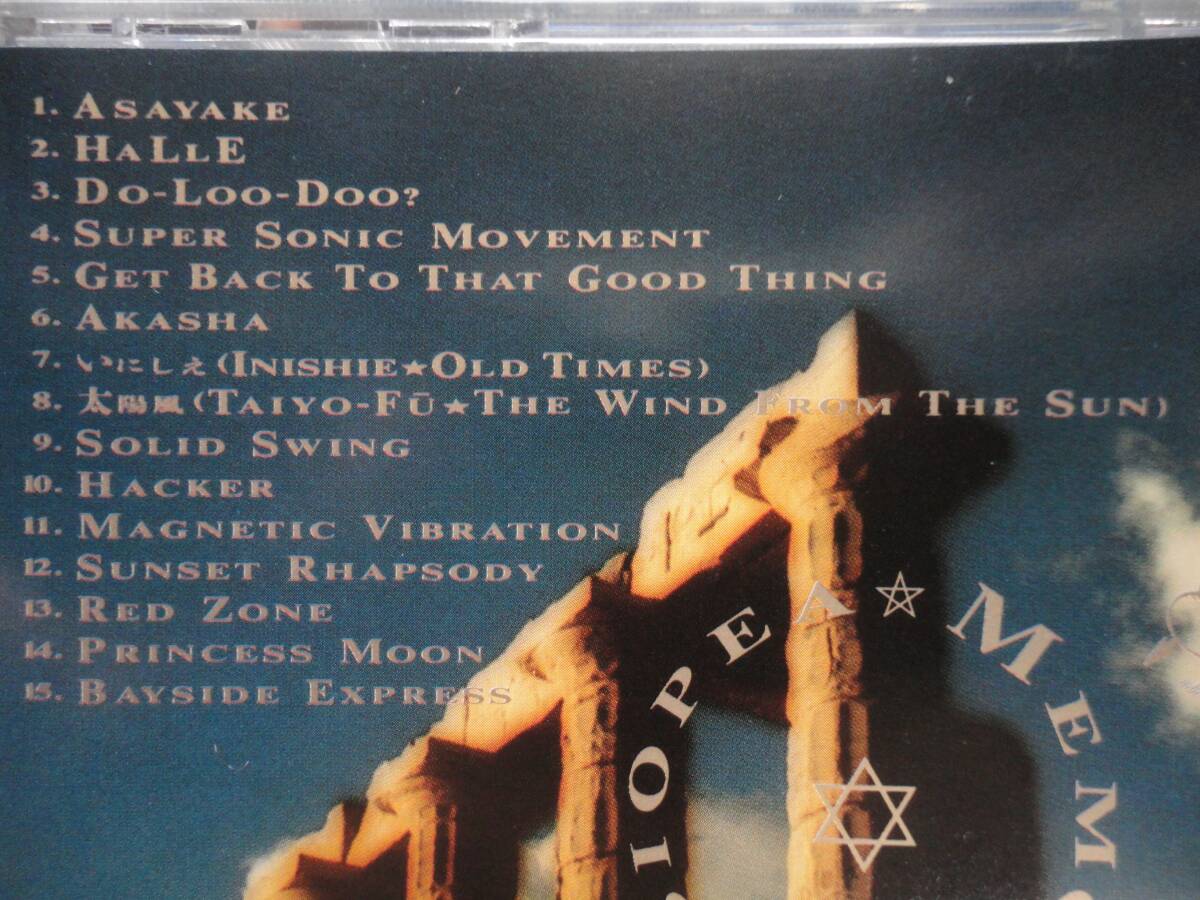 1. ASAYAKE
2. HALLE
3. DO-LOO-DOO?
4. SUPER SONIC MOVEMENT
5. GET BACK TO THAT GOOD THING
6. AKASHA
7. いにしえ(INISHIE★OLD TIMES)
8. 太陽風(TAIYO-FŪ★THE WIND FROM THE SUN)
9. SOLID SWING
10. HACKER
11. MAGNETIC VIBRATION
12. SUNSET RHAPSODY
13. RED ZONE
14. PRINCESS MOON
15. BAYSIDE EXPRESS
IOPEA☆MEM